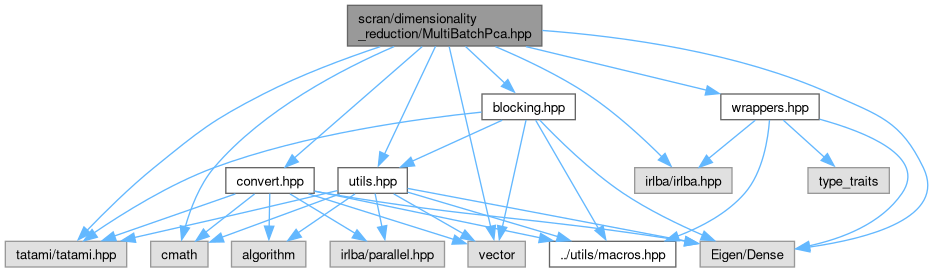 scran/dimensionality
_reduction/MultiBatchPca.hpp
blocking.hpp
wrappers.hpp
convert.hpp
utils.hpp
irlba/irlba.hpp
type_traits
tatami/tatami.hpp
cmath
algorithm
irlba/parallel.hpp
vector
../utils/macros.hpp
Eigen/Dense